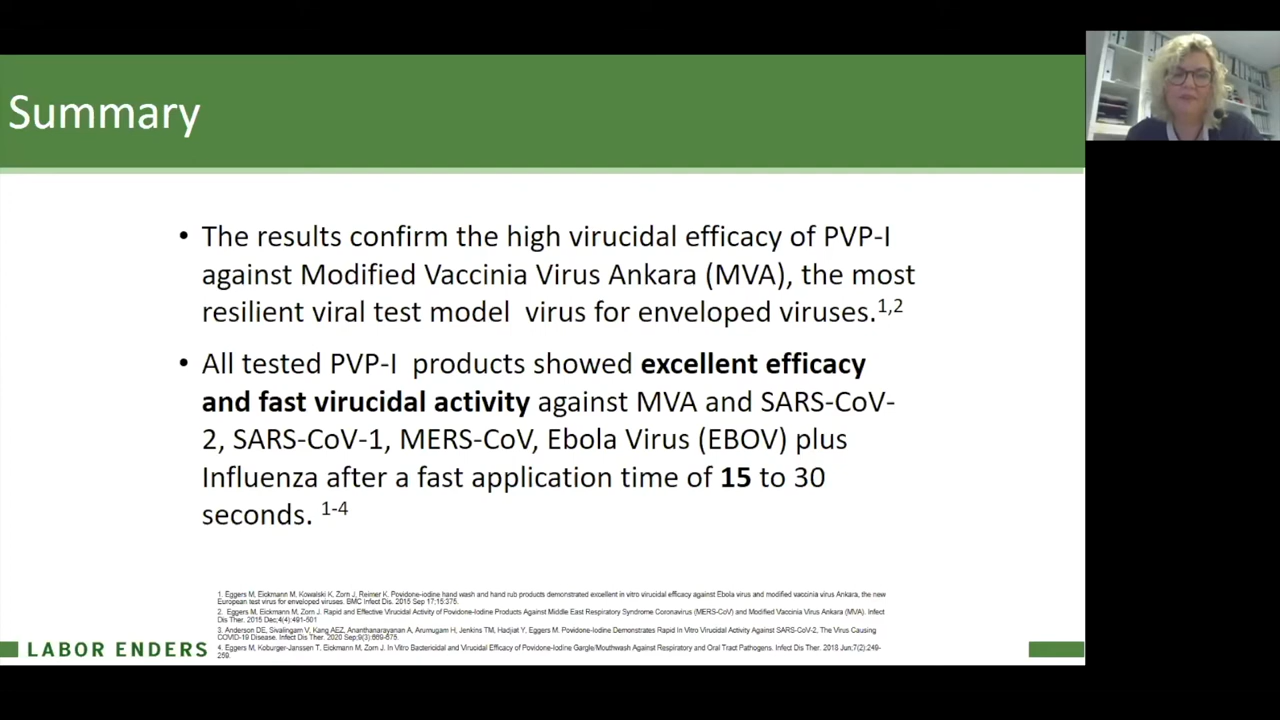 Summary
• The results confirm the high virucidal efficacy of PVP-I
against Modified Vaccinia Virus Ankara (MVA), the most
resilient viral test model virus for enveloped viruses.1,2
• All tested PVP-I products showed excellent efficacy
and fast virucidal activity against MVA and SARS-CoV-
2, SARS-CoV-1, MERS-CoV, Ebola Virus (EBOV) plus
Influenza after a fast application time of 15 to 30
seconds. 1-4
1. Eggers M, Eickmann M, Kowalski K, Zorn J, Reimer K. Povidone-iodine hand wash and hand rub products demonstrated excellent in vitro virucidal efficacy against Ebola virus and modified vaccinia virus Ankara, the new
European test virus for enveloped viruses. BMC Infect Dis. 2015 Sep 17;15:375.
2. Eggers M, Eickmann M, Zorn J. Rapid and Effective Virucidal Activity of Povidone-Iodine Products Against Middle East Respiratory Syndrome Coronavirus (MERS-CoV) and Modified Vaccinia Virus Ankara (MVA). Infect
Dis Ther. 2015 Dec;4(4):491-501
3. Anderson DE, Sivalingam V, Kang AEZ, Ananthanarayanan A, Arumugam H, Jenkins TM, Hadjiat Y, Eggers M. Povidone-Iodine Demonstrates Rapid In Vitro Virucidal Activity Against SARS-CoV-2, The Virus Causing
COVID-19 Disease. Infect Dis Ther. 2020 Sep;9(3):669-675.
4. Eggers M, Koburger-Janssen T, Eickmann M, Zorn J. In Vitro Bactericidal and Virucidal Efficacy of Povidone-Iodine Gargle/Mouthwash Against Respiratory and Oral Tract Pathogens. Infect Dis Ther. 2018 Jun;7(2):249-
259.
LABOR ENDERS